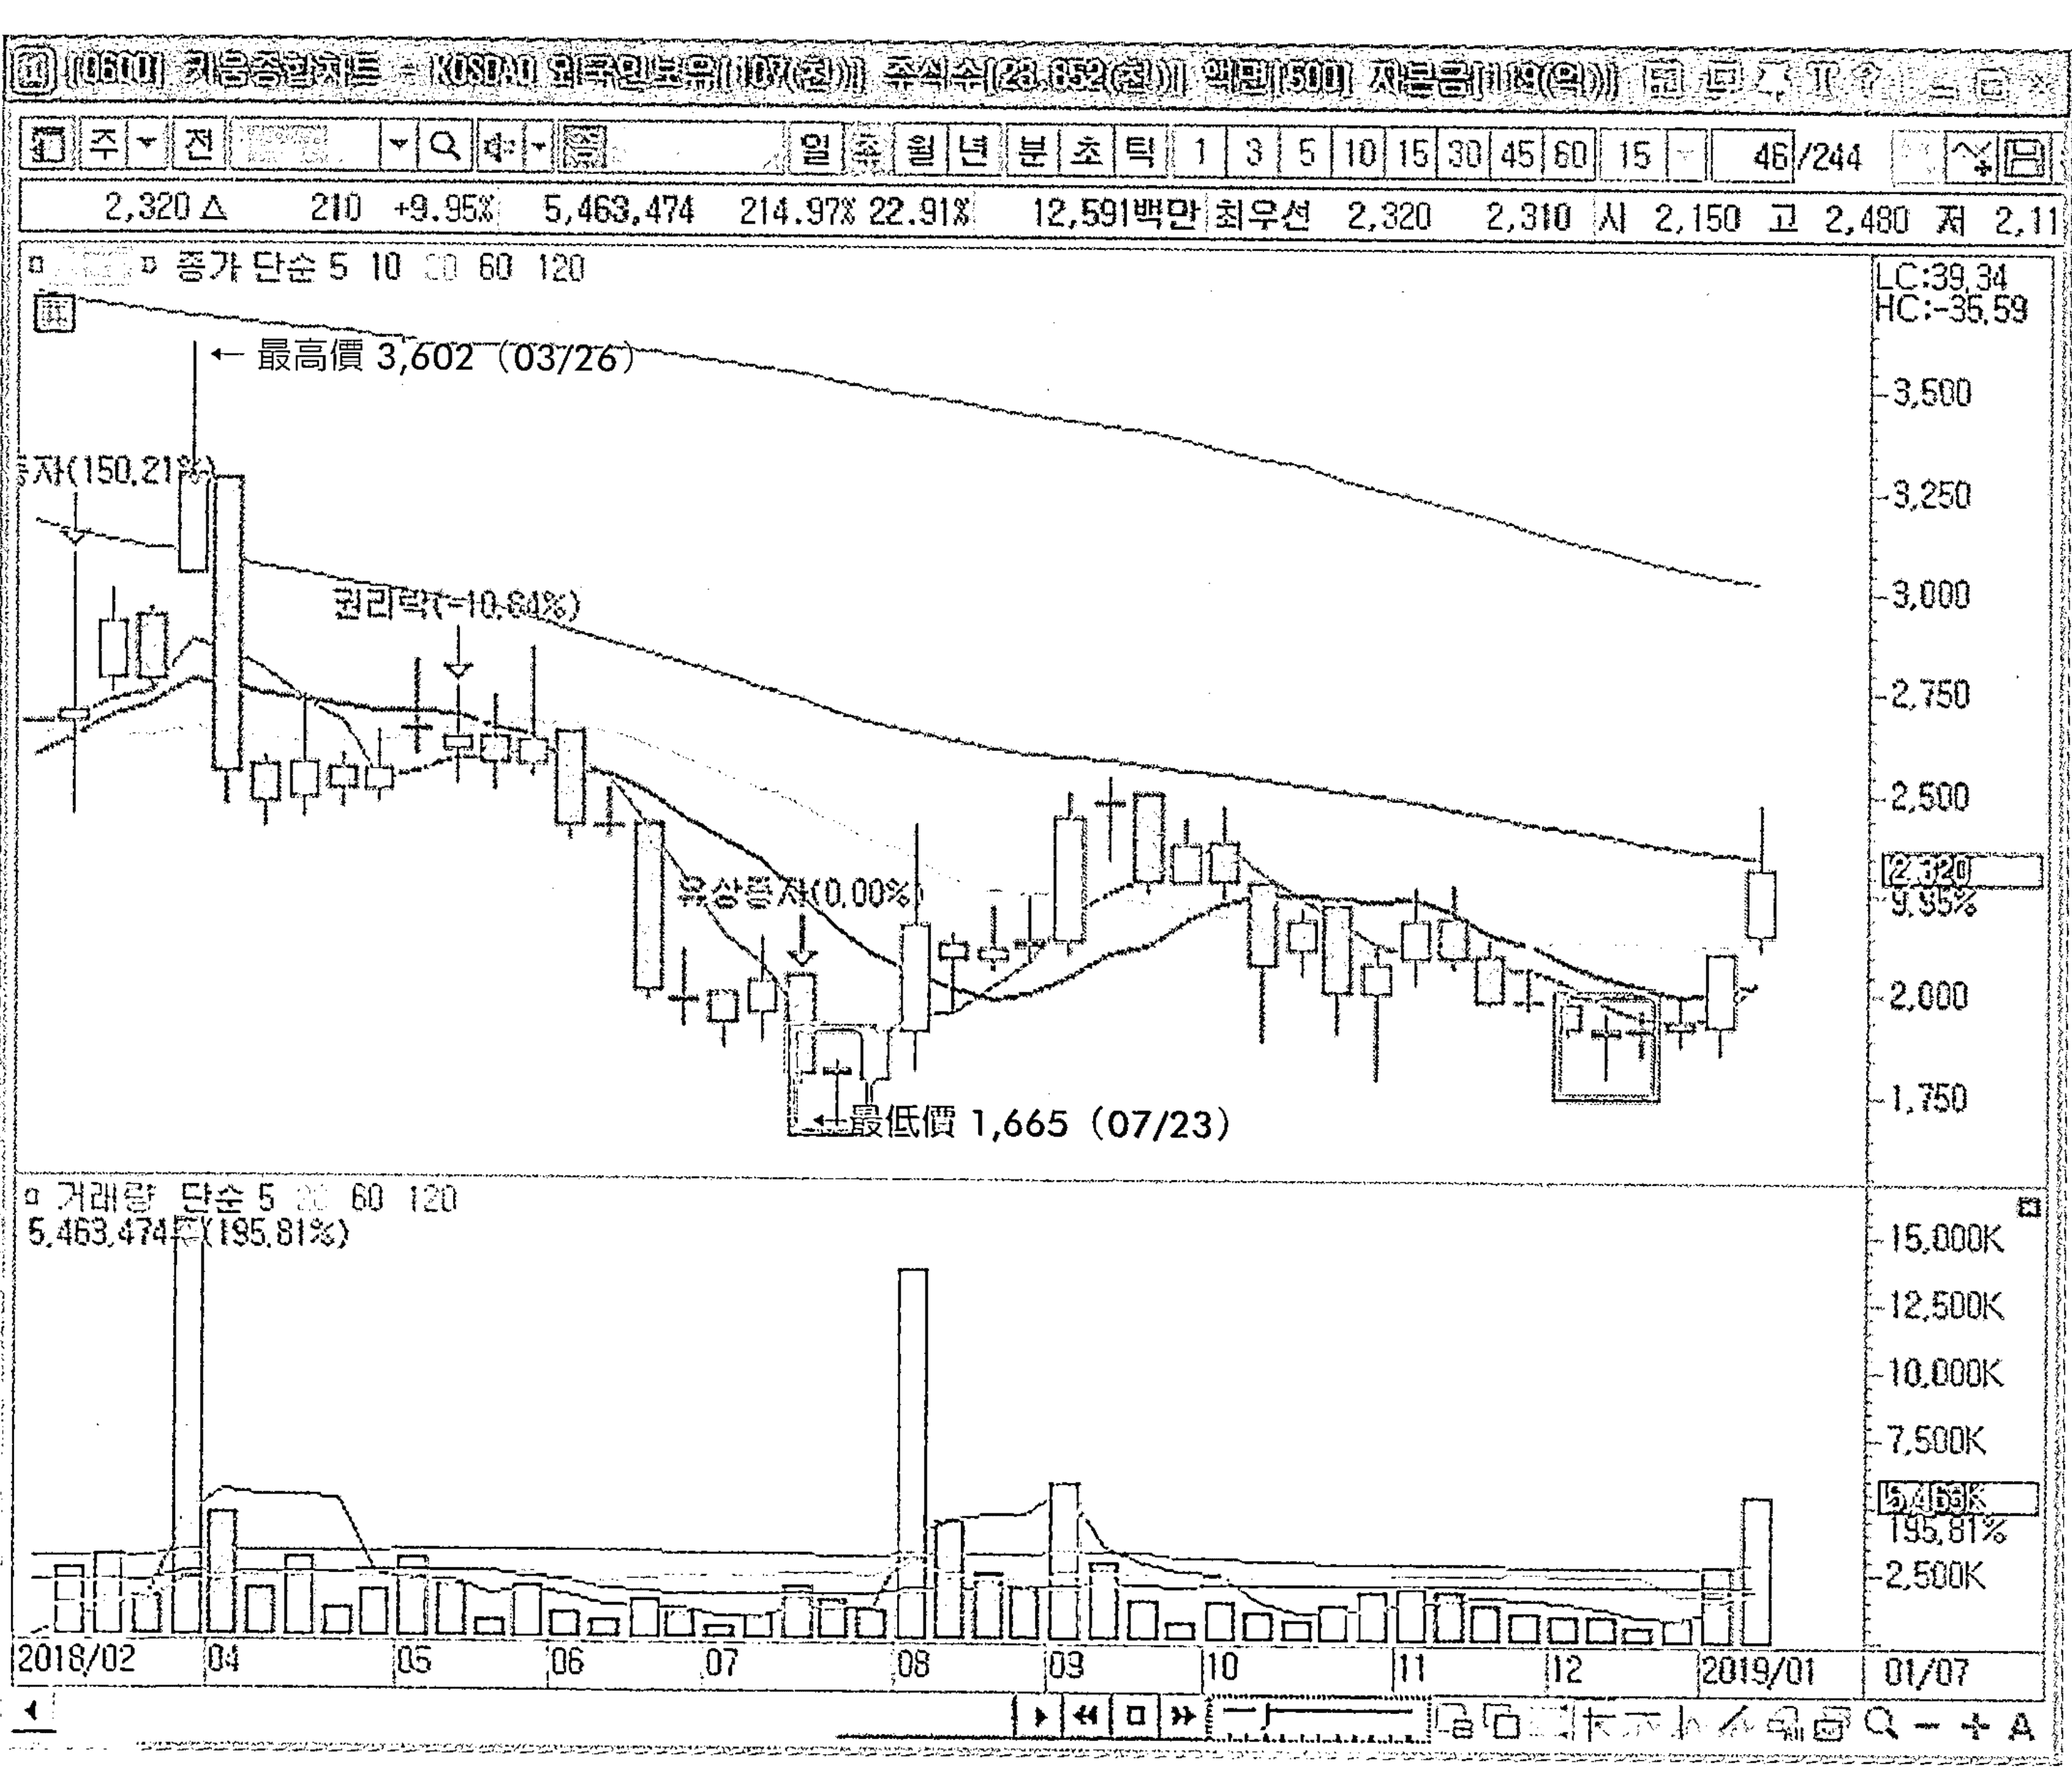 [0600] 키움종합차트 - KOSDAQ 외국인보유[107(천)] 주식수[23,852(천)] 액면[500] 자본금[119(억)]
주 전 일 주 월 년 분 초 틱 1 3 5 10 15 30 45 60 15 46/244
2,320 △ 210 +9.95% 5,463,474 214.97% 22.91% 12,591백만 최우선 2,320 2,310 시 2,150 고 2,480 저 2,11
종가 단순 5 10 20 60 120
LC:39,34
HC:-35,59
← 最高價 3,602（03/26）
3,500
증자(150.21%)
3,250
권리락(-10.64%)
3,000
2,750
2,500
유상증자(0.00%)
2,320
9.95%
2,000
←最低價 1,665（07/23）
1,750
거래량 단순 5 20 60 120
5,463,474주(195.81%)
15,000K
12,500K
10,000K
7,500K
5,463K
195,81%
2,500K
2018/02 04 05 06 07 08 09 10 11 12 2019/01 01/07
A